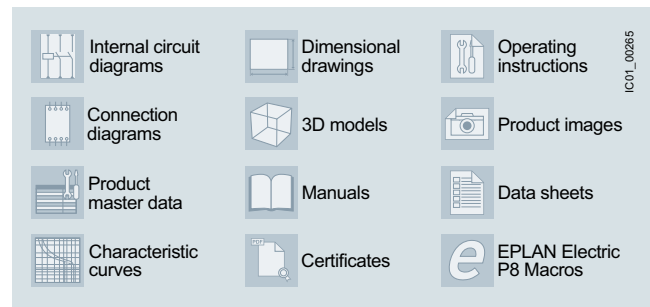 Internal circuit
diagrams
Dimensional
drawings
Operating
instructions
IC01_00265
Connection
diagrams
3D models
Product images
Product
master data
Manuals
Data sheets
Characteristic
curves
PDF
Certificates
e
EPLAN Electric
P8 Macros